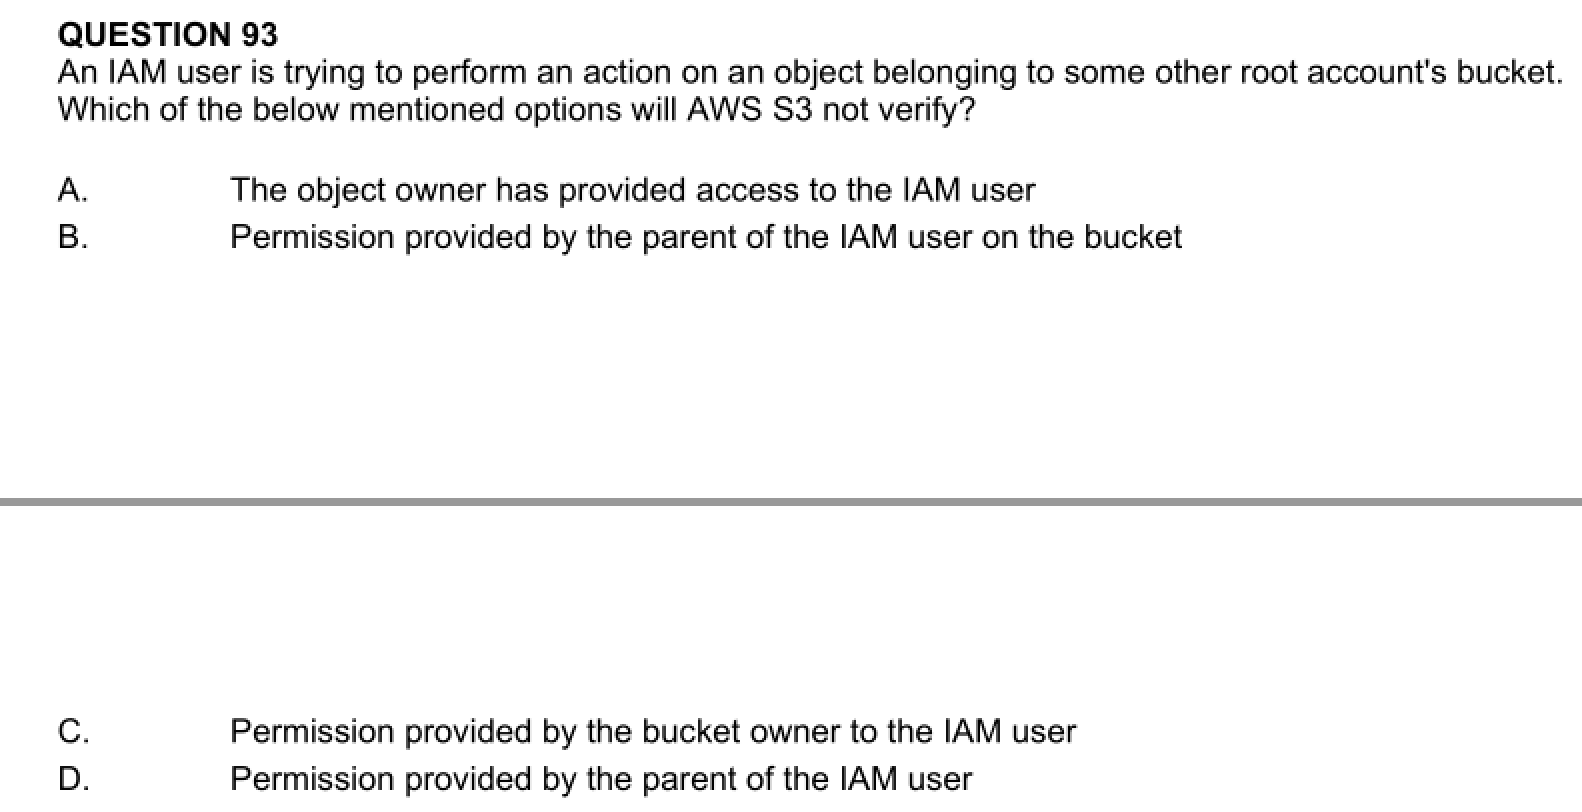 QUESTION 93
An IAM user is trying to perform an action on an object belonging to some other root account's bucket.
Which of the below mentioned options will AWS S3 not verify?
A. The object owner has provided access to the IAM user
B. Permission provided by the parent of the IAM user on the bucket
C. Permission provided by the bucket owner to the IAM user
D. Permission provided by the parent of the IAM user